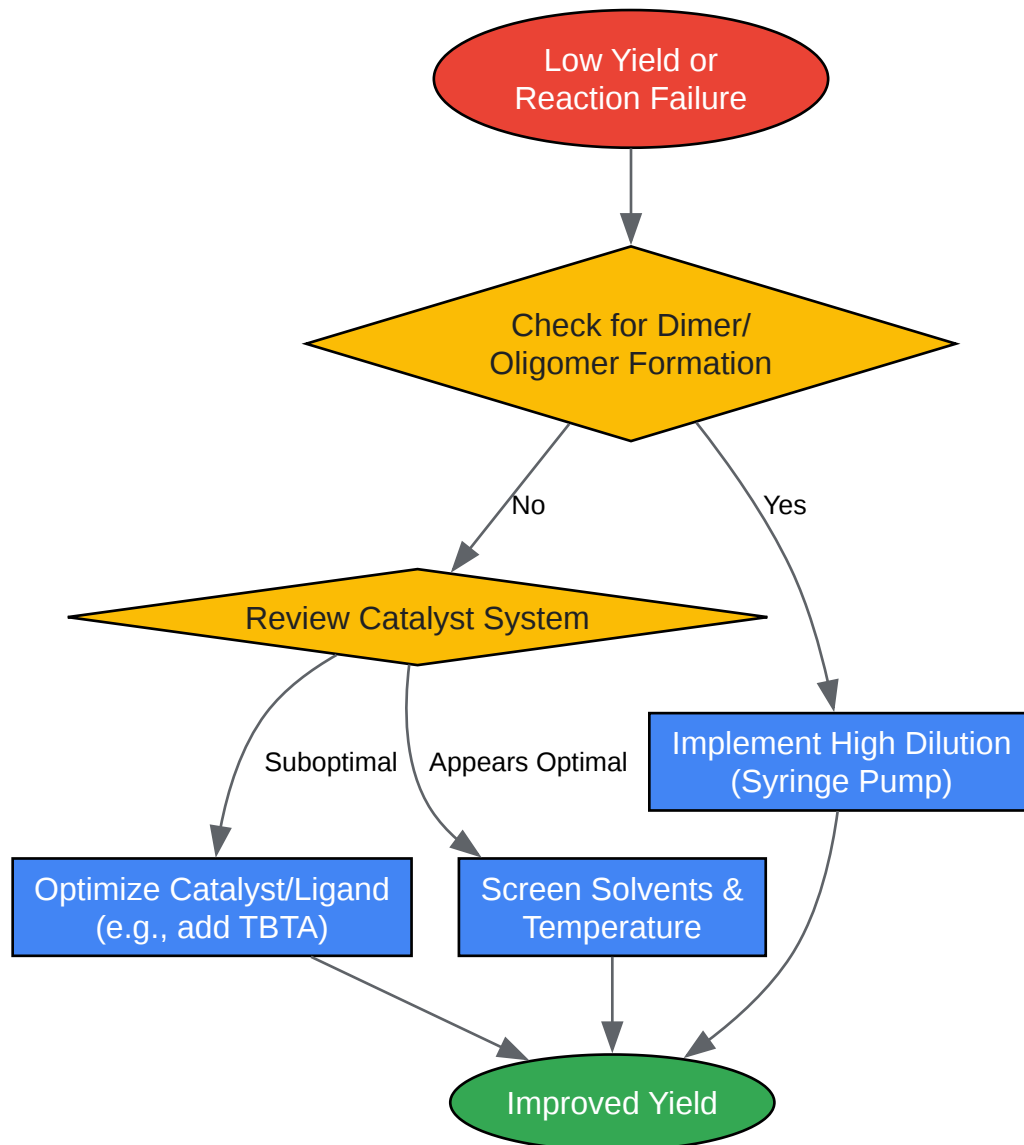 Low Yield or
Reaction Failure
Check for Dimer/
Oligomer Formation
No
Yes
Review Catalyst System
Implement High Dilution
(Syringe Pump)
Suboptimal
Appears Optimal
Optimize Catalyst/Ligand
(e.g., add TBTA)
Screen Solvents &
Temperature
Improved Yield